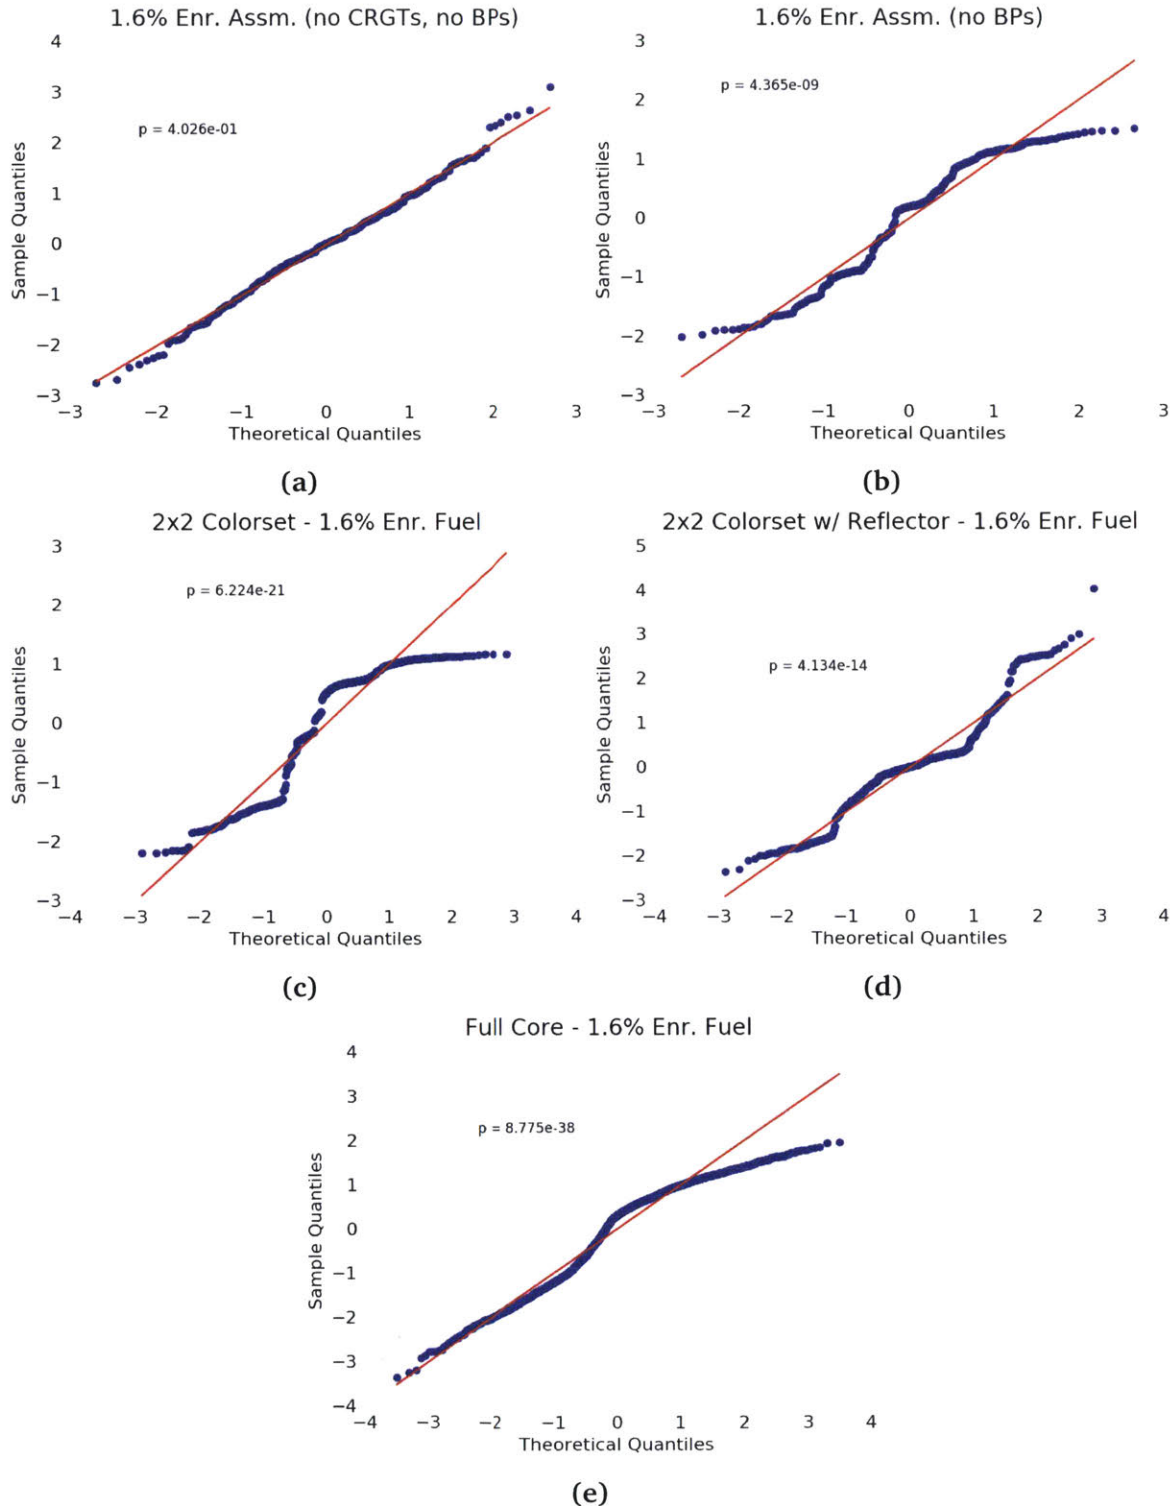 1.6% Enr. Assm. (no CRGTs, no BPs)
4
3
2
1
0
−1
−2
−3
Sample Quantiles
p = 4.026e-01
−3 −2 −1 0 1 2 3
Theoretical Quantiles
(a)
1.6% Enr. Assm. (no BPs)
3
2
1
0
−1
−2
−3
Sample Quantiles
p = 4.365e-09
−3 −2 −1 0 1 2 3
Theoretical Quantiles
(b)
2x2 Colorset - 1.6% Enr. Fuel
3
2
1
0
−1
−2
−3
Sample Quantiles
p = 6.224e-21
−4 −3 −2 −1 0 1 2 3 4
Theoretical Quantiles
(c)
2x2 Colorset w/ Reflector - 1.6% Enr. Fuel
5
4
3
2
1
0
−1
−2
−3
Sample Quantiles
p = 4.134e-14
−4 −3 −2 −1 0 1 2 3 4
Theoretical Quantiles
(d)
Full Core - 1.6% Enr. Fuel
4
3
2
1
0
−1
−2
−3
−4
Sample Quantiles
p = 8.775e-38
−4 −3 −2 −1 0 1 2 3 4
Theoretical Quantiles
(e)